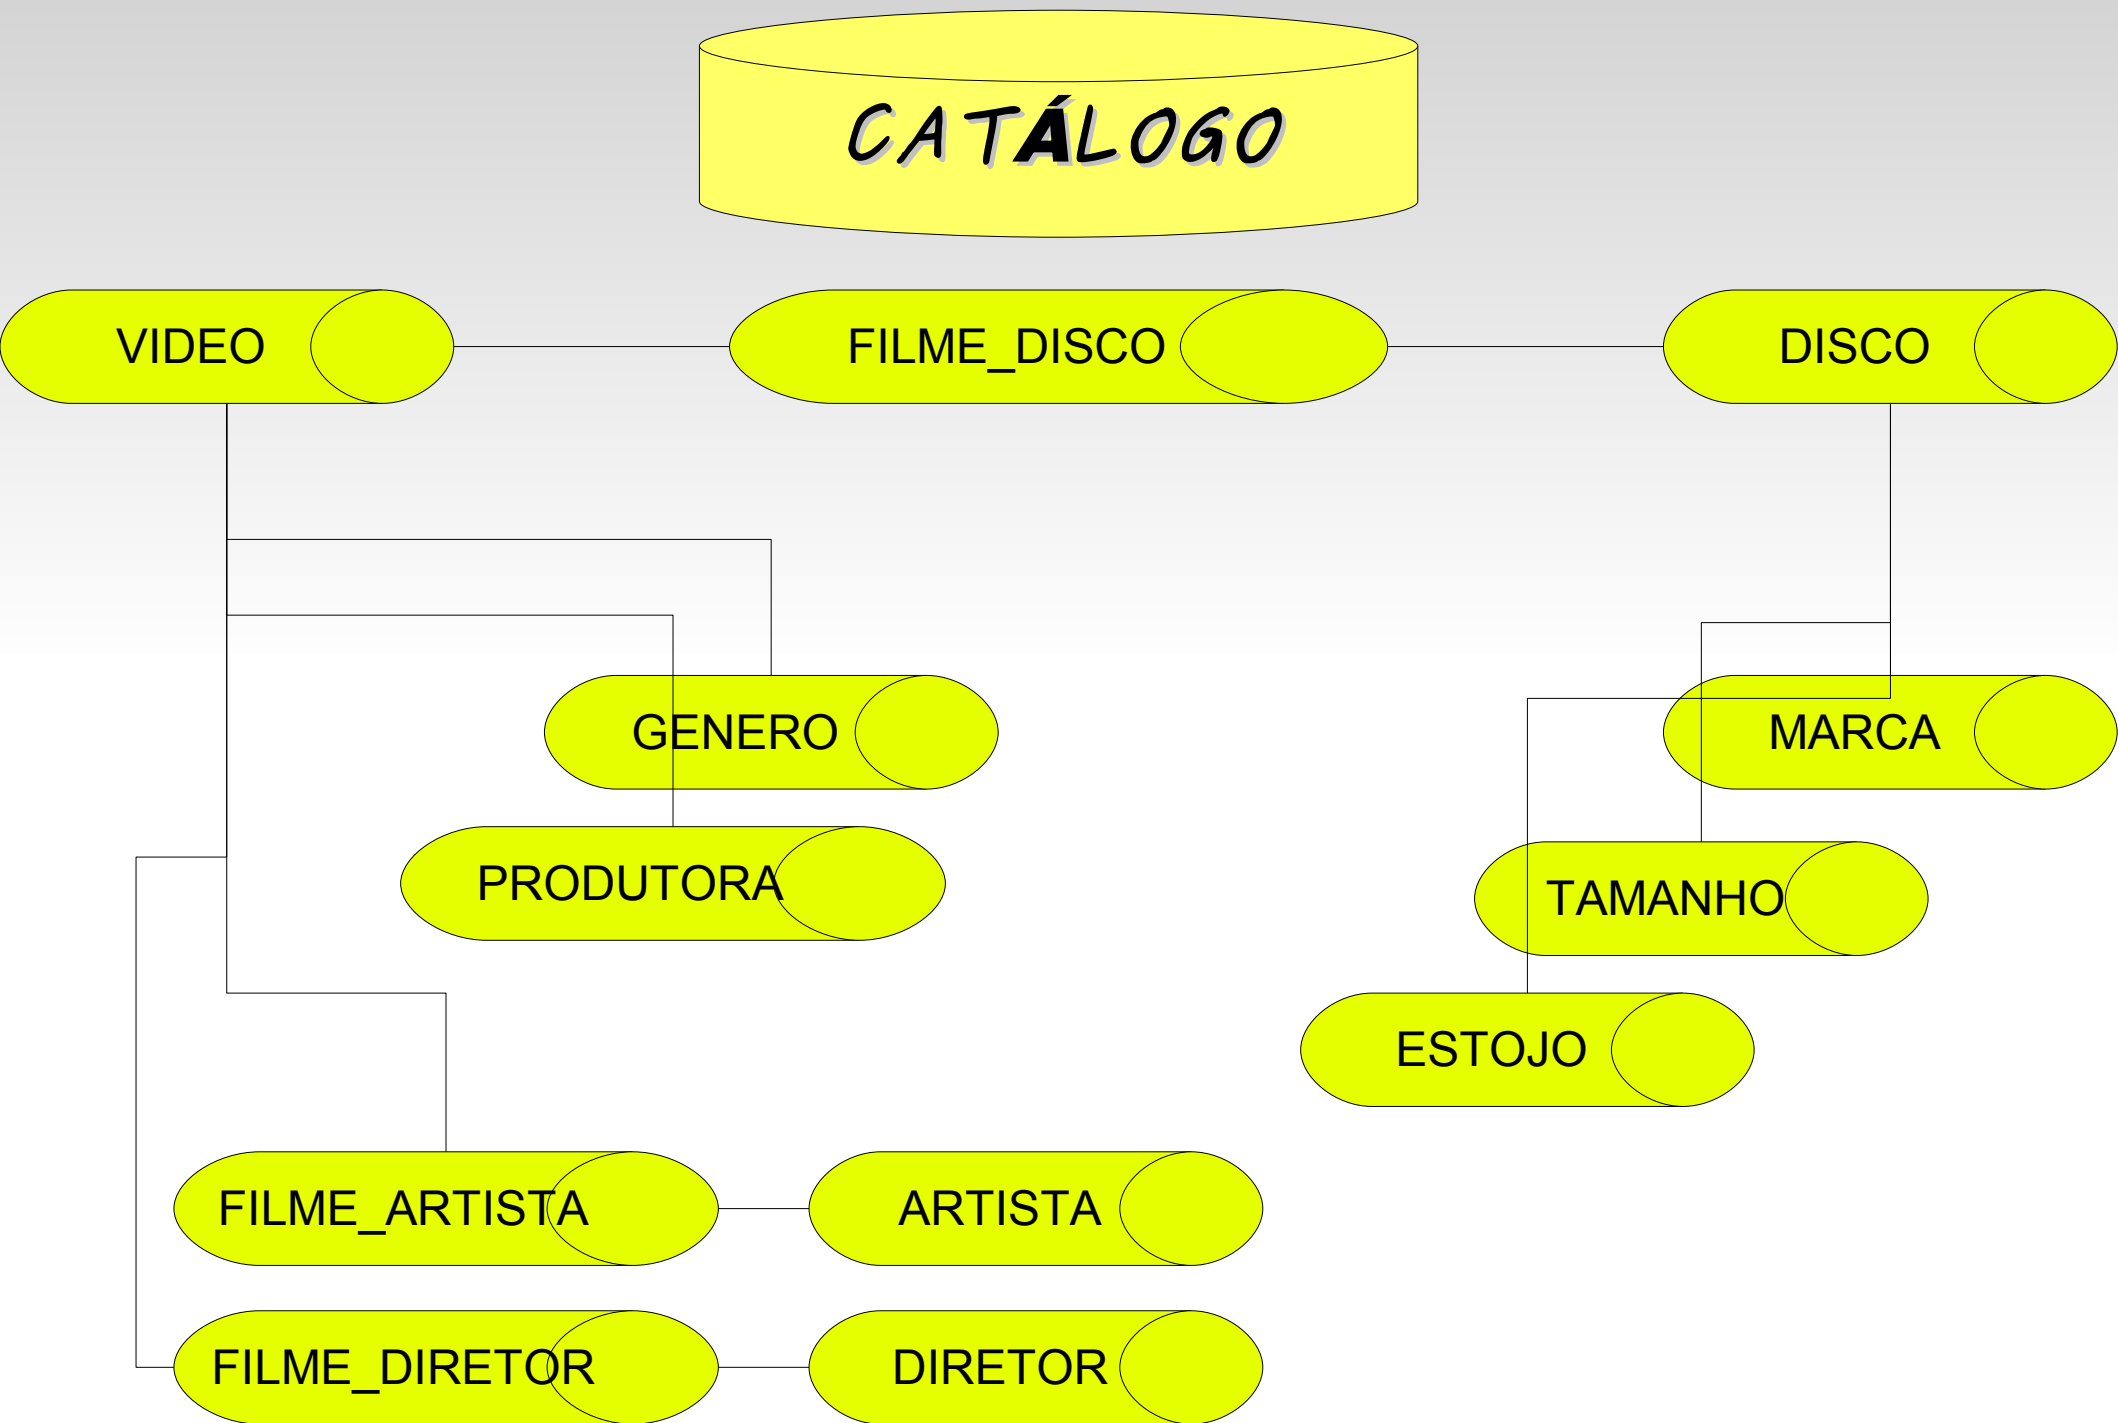 CATÁLOGO
VIDEO
FILME_DISCO
DISCO
GENERO
MARCA
PRODUTORA
TAMANHO
ESTOJO
FILME_ARTISTA
ARTISTA
FILME_DIRETOR
DIRETOR